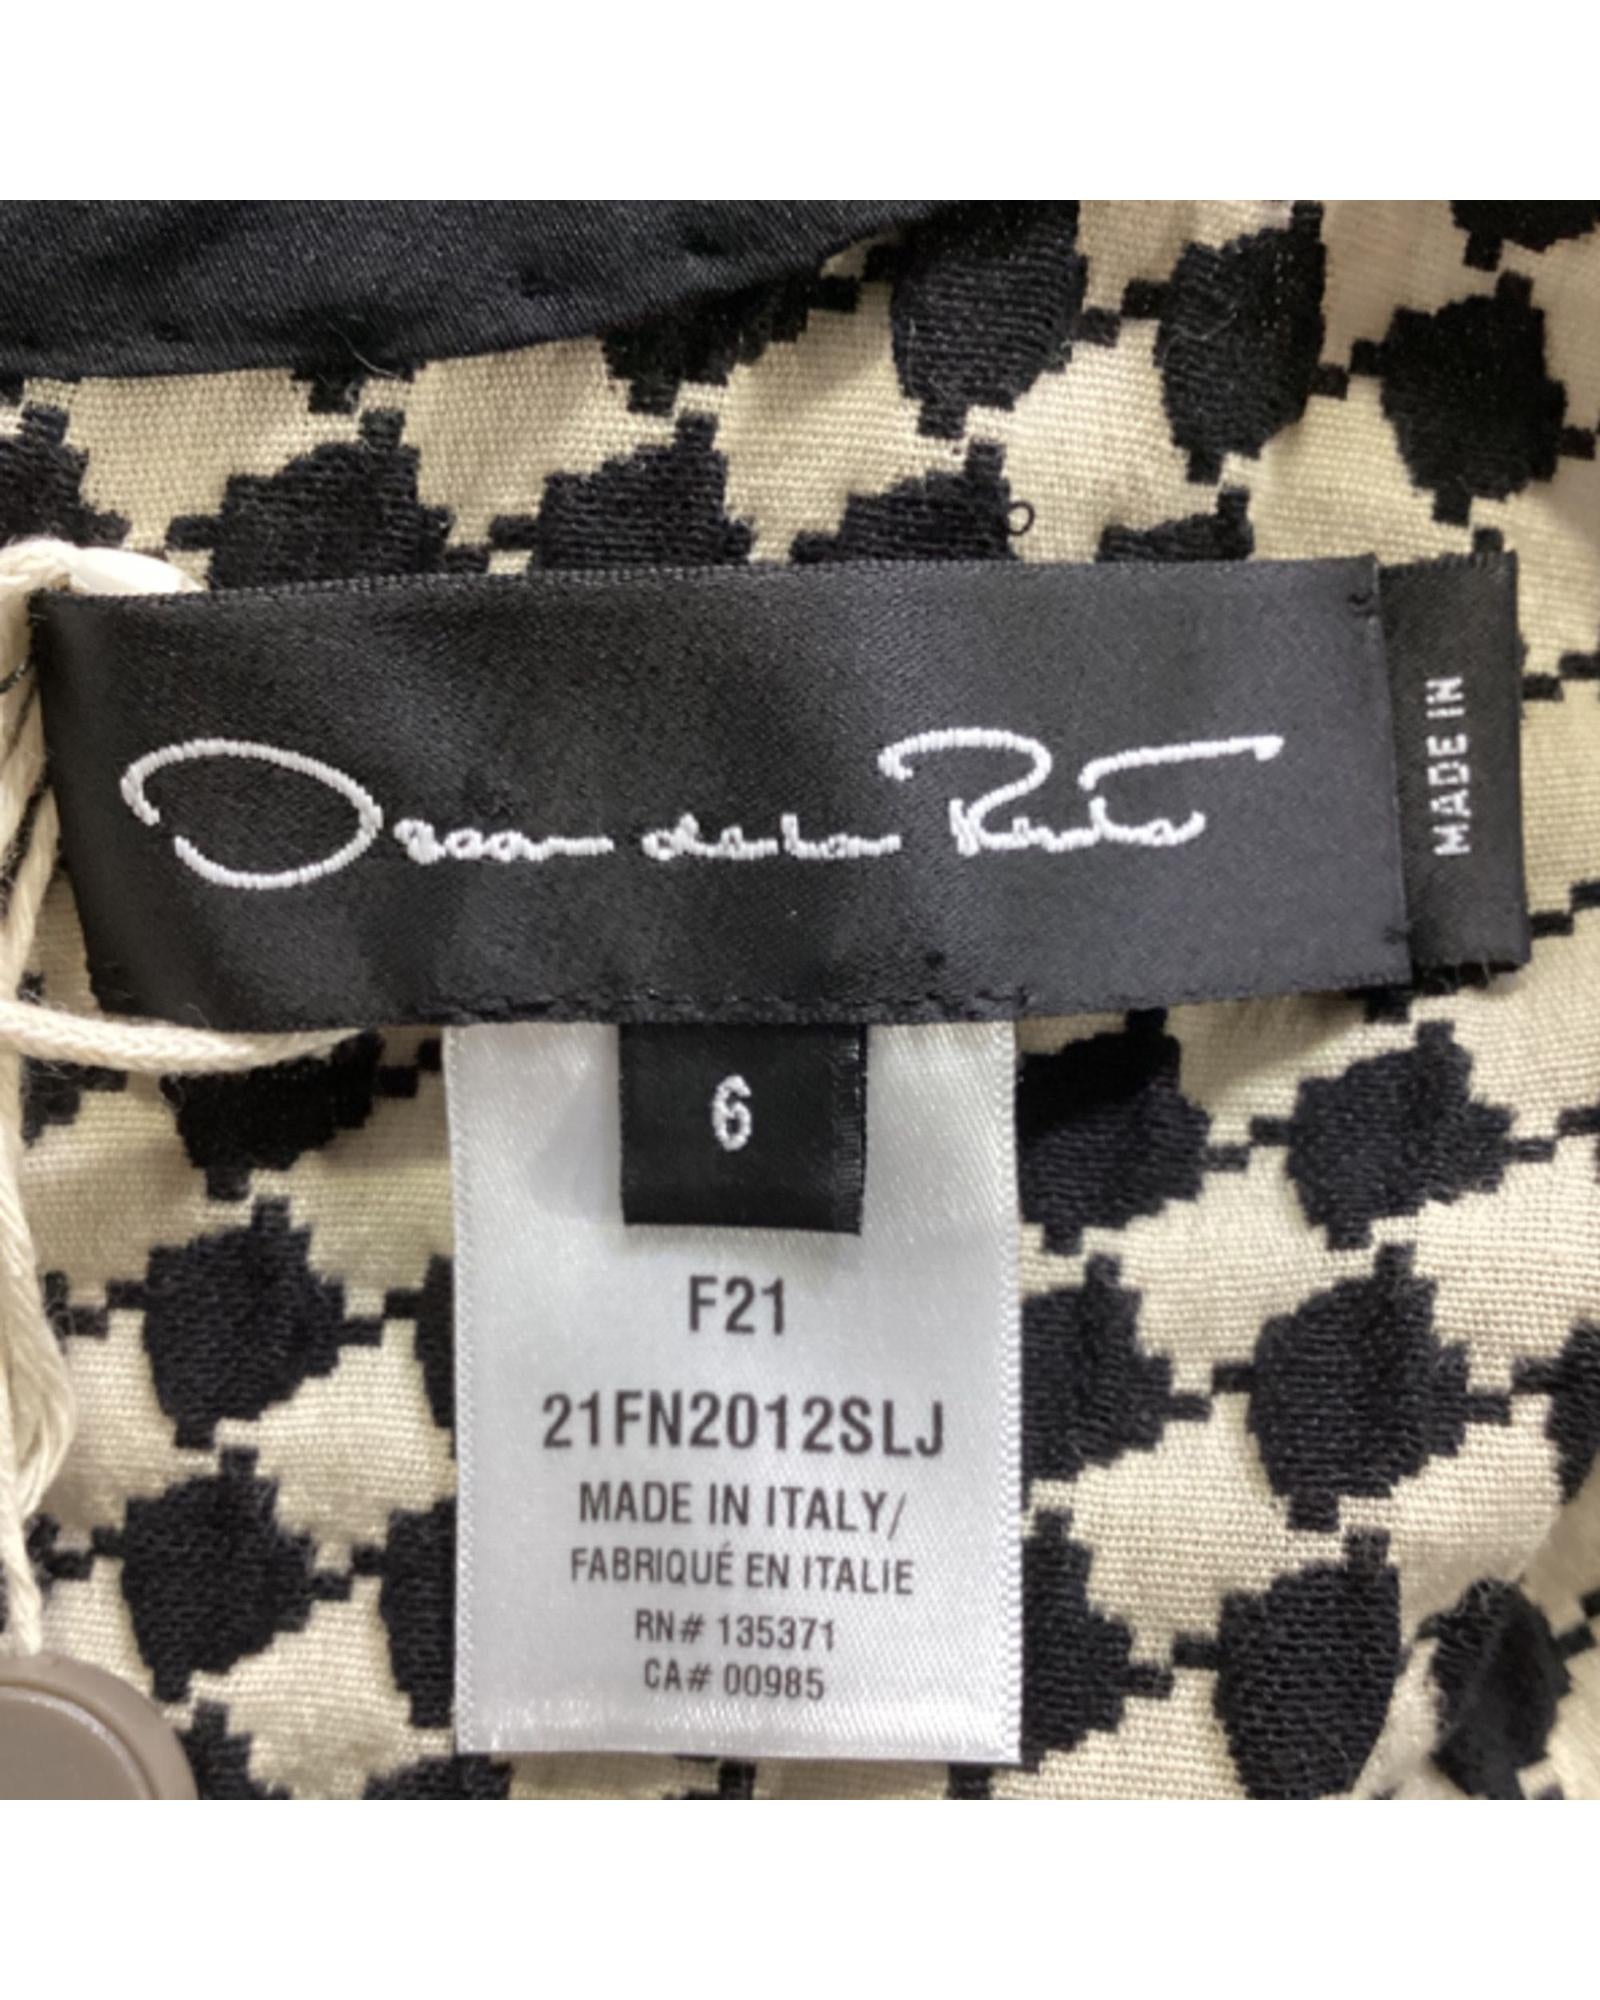 Oscar de la Renta
MADE IN
6
F21
21FN2012SLJ
MADE IN ITALY/
FABRIQUÉ EN ITALIE
RN# 135371
CA# 00985